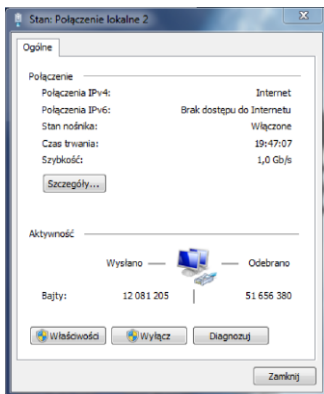 Stan: Połączenie lokalne 2
Ogólne
Połączenie
Połączenia IPv4: Internet
Połączenia IPv6: Brak dostępu do Internetu
Stan nośnika: Włączone
Czas trwania: 19:47:07
Szybkość: 1,0 Gb/s
Szczegóły...
Aktywność
Wysłano — — Odebrano
Bajty: 12 081 205 | 51 656 380
Właściwości Wyłącz Diagnozuj
Zamknij